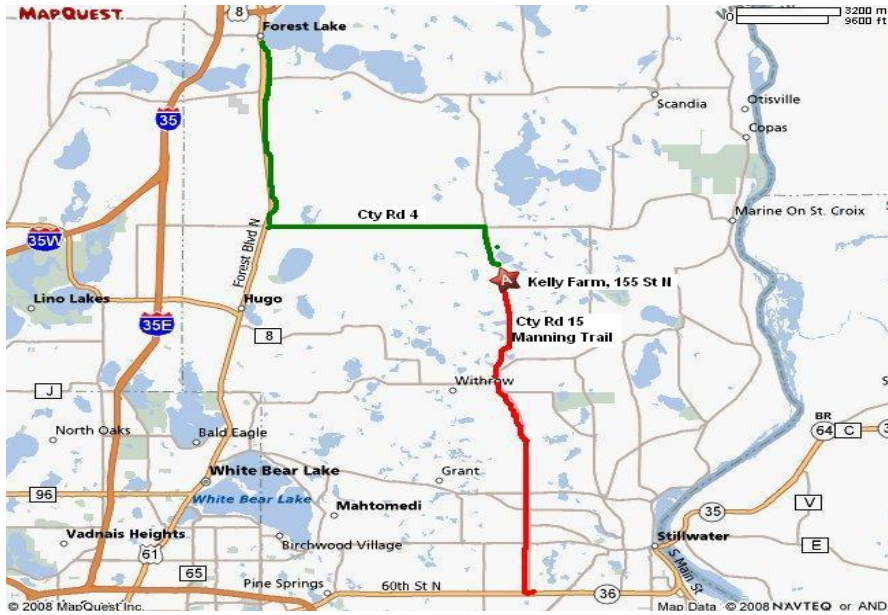 MAPQUEST.
8
3200 m
0
9600 ft
Forest Lake
Scandia
Otisville
35
Copas
Cty Rd 4
Marine On St. Croix
35W
Forest Blvd N
A
Kelly Farm, 155 St N
Lino Lakes
Hugo
Cty Rd 15
Manning Trail
35E
8
J
Withrow
BR
64
C
North Oaks
Bald Eagle
Grant
White Bear Lake
96
White Bear Lake
Mahtomedi
35
V
Vadnais Heights
Stillwater
61
Birchwood Village
E
65
Pine Springs
60th St N
36
S Main St
© 2008 MapQuest Inc.
Map Data © 2008 NAVTEQ or AND